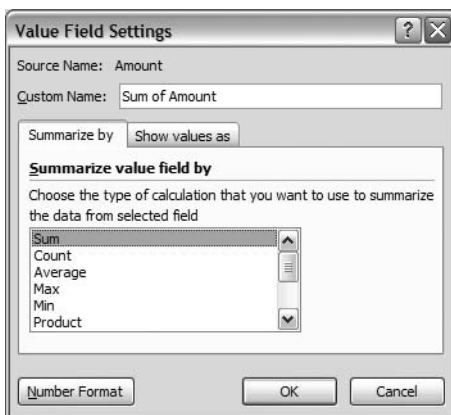 Value Field Settings
Source Name: Amount
Custom Name: Sum of Amount
Summarize by Show values as
Summarize value field by
Choose the type of calculation that you want to use to summarize
the data from selected field
Sum
Count
Average
Max
Min
Product
Number Format OK Cancel